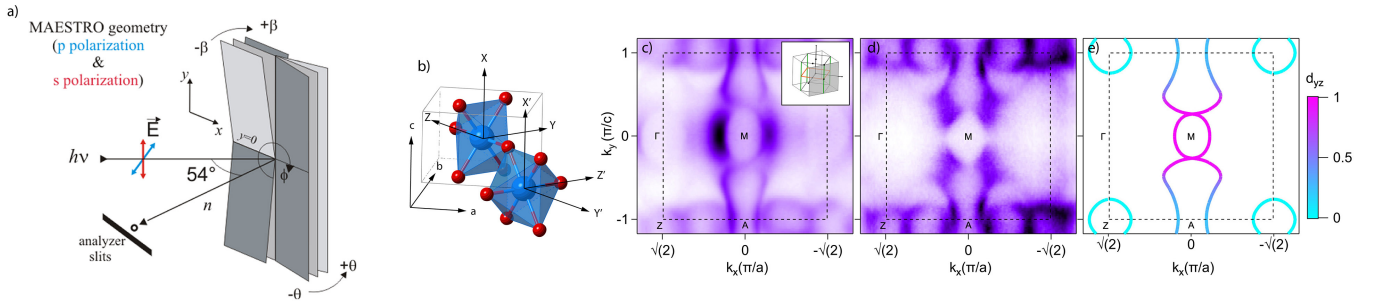 a)
MAESTRO geometry
(p polarization
&
s polarization)
-β
+β
y
x
γ=0
E
hν
54°
ϕ
n
analyzer
slits
+θ
-θ
b)
X
X'
Z
Y
Z'
Y'
c
b
a
c)
1
0
-1
k_y (π/c)
Γ
M
Z
A
√(2)
0
-√(2)
k_x(π/a)
d)
Γ
M
Z
A
√(2)
0
-√(2)
k_x(π/a)
e)
Γ
M
Z
A
√(2)
0
-√(2)
k_x(π/a)
d_yz
1
0.5
0